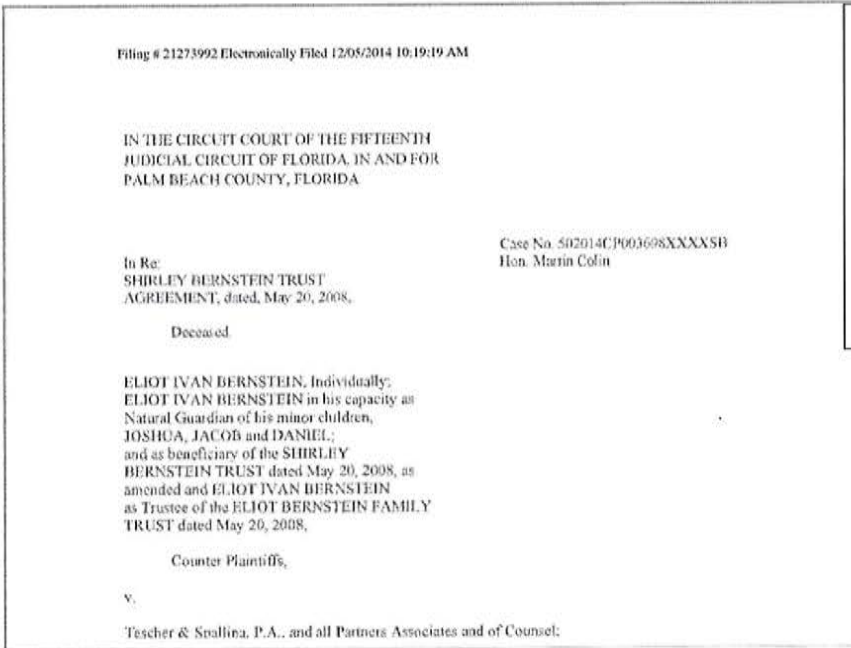 Filing # 21273992 Electronically Filed 12/05/2014 10:19:19 AM
IN THE CIRCUIT COURT OF THE FIFTEENTH
JUDICIAL CIRCUIT OF FLORIDA, IN AND FOR
PALM BEACH COUNTY, FLORIDA
Case No. 502014CP003698XXXXSB
Hon. Martin Colin
In Re:
SHIRLEY BERNSTEIN TRUST
AGREEMENT, dated, May 20, 2008,
Deceased
ELIOT IVAN BERNSTEIN, Individually;
ELIOT IVAN BERNSTEIN in his capacity as
Natural Guardian of his minor children,
JOSHUA, JACOB and DANIEL;
and as beneficiary of the SHIRLEY
BERNSTEIN TRUST dated May 20, 2008, as
amended and ELIOT IVAN BERNSTEIN
as Trustee of the ELIOT BERNSTEIN FAMILY
TRUST dated May 20, 2008,
Counter Plaintiffs,
v.
Tescher & Spallina, P.A., and all Partners Associates and of Counsel;